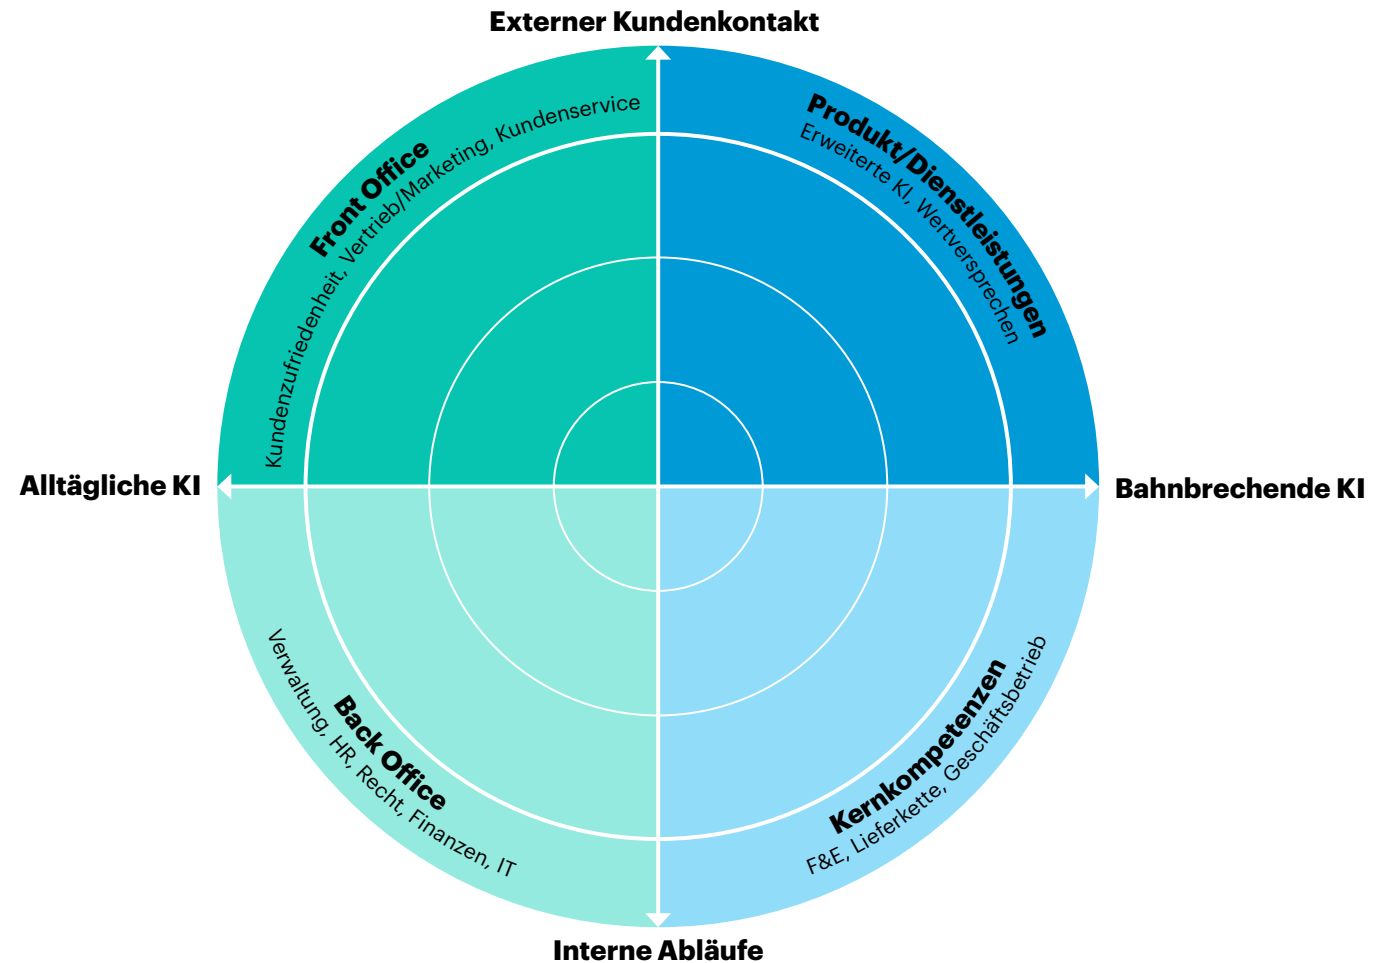 Externer Kundenkontakt
Front Office
Kundenzufriedenheit, Vertrieb/Marketing, Kundenservice
Produkt/Dienstleistungen
Erweiterte KI, Wertversprechen
Alltägliche KI
Bahnbrechende KI
Back Office
Verwaltung, HR, Recht, Finanzen, IT
Kernkompetenzen
F&E, Lieferkette, Geschäftsbetrieb
Interne Abläufe